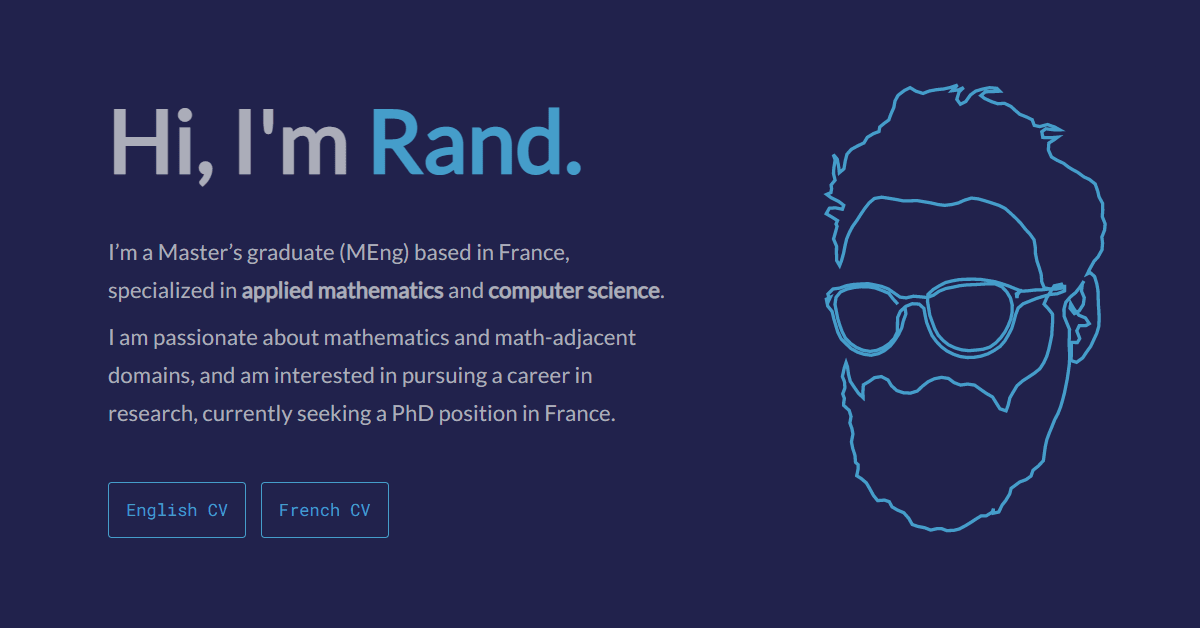 Hi, I'm Rand.
I’m a Master’s graduate (MEng) based in France,
specialized in applied mathematics and computer science.
I am passionate about mathematics and math-adjacent
domains, and am interested in pursuing a career in
research, currently seeking a PhD position in France.
English CV
French CV